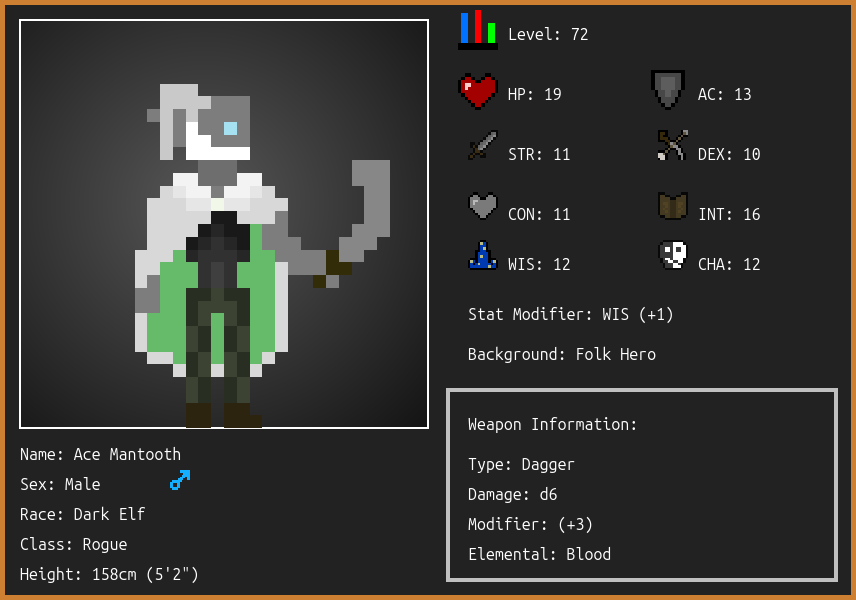 Level: 72
HP: 19
AC: 13
STR: 11
DEX: 10
CON: 11
INT: 16
WIS: 12
CHA: 12
Stat Modifier: WIS (+1)
Background: Folk Hero
Weapon Information:
Type: Dagger
Damage: d6
Modifier: (+3)
Elemental: Blood
Name: Ace Mantooth
Sex: Male
Race: Dark Elf
Class: Rogue
Height: 158cm (5'2")